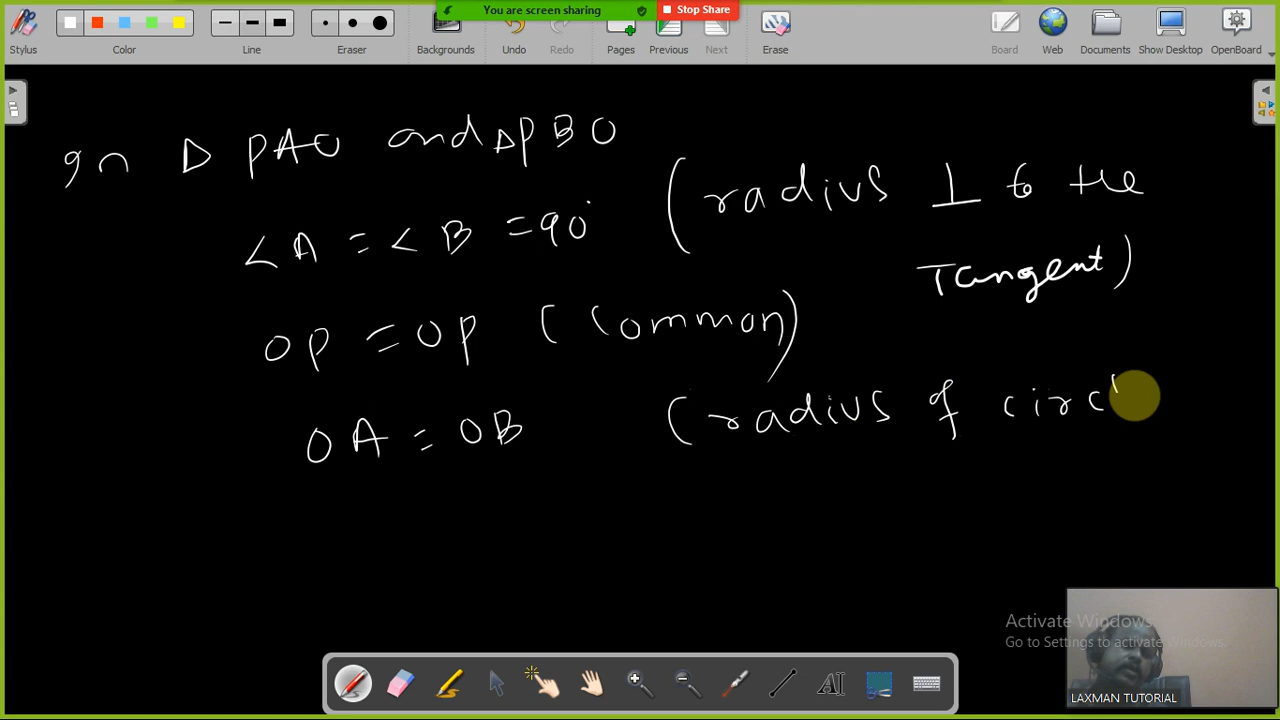 You are screen sharing
Stop Share
Stylus
Color
Line
Eraser
Backgrounds
Undo
Redo
Pages
Previous
Next
Erase
Board
Web
Documents
Show Desktop
OpenBoard
In Δ PAO and Δ PBO
∠A = ∠B = 90° (radius ⊥ to the
Tangent)
OP = OP (Common)
OA = OB (radius of circl
Activate Windows
Go to Settings to activate Windows.
LAXMAN TUTORIAL